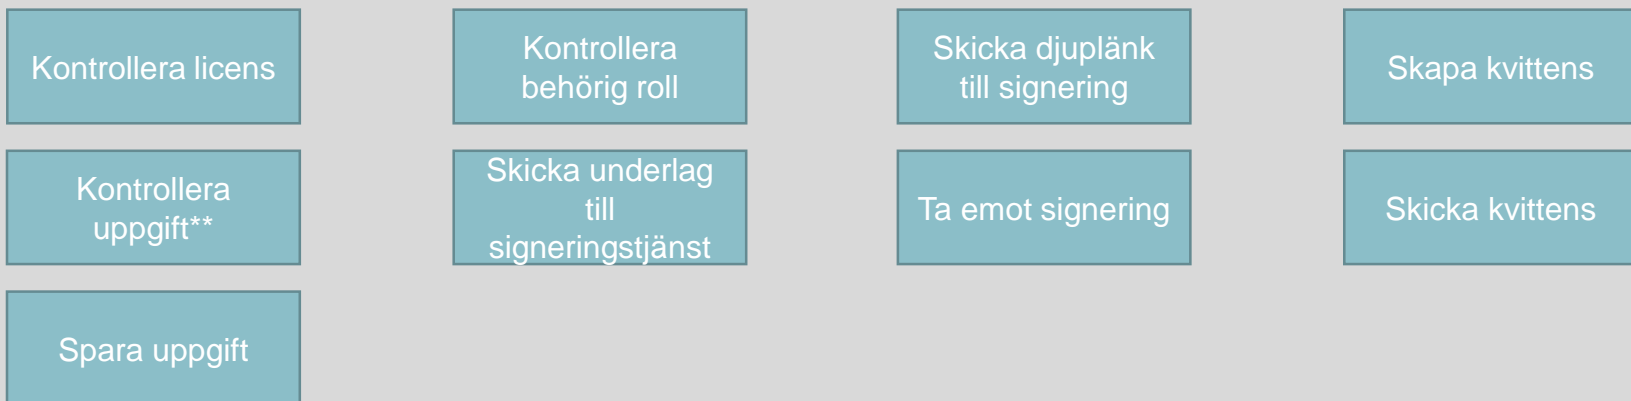 Kontrollera licens
Kontrollera
behörig roll
Skicka djuplänk
till signering
Skapa kvittens
Kontrollera
uppgift**
Skicka underlag
till
signeringstjänst
Ta emot signering
Skicka kvittens
Spara uppgift